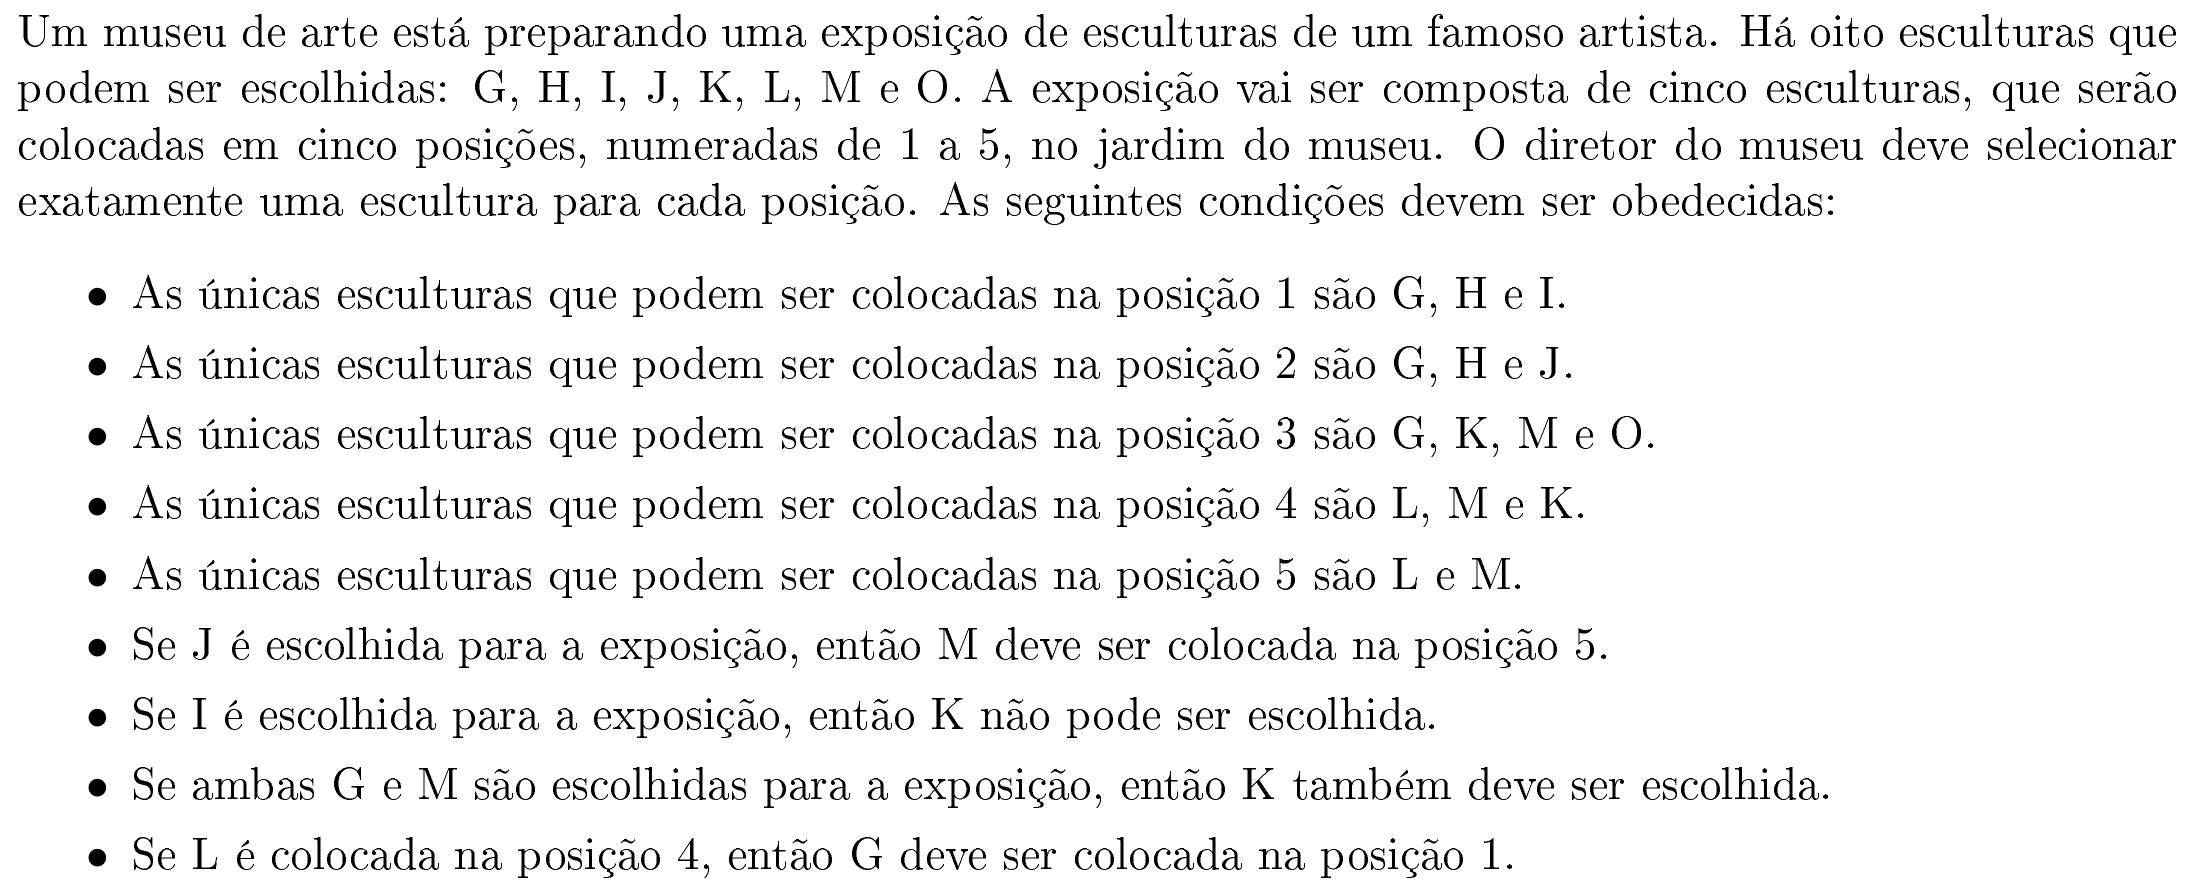 Um museu de arte está preparando uma exposição de esculturas de um famoso artista. Há oito esculturas que
podem ser escolhidas: G, H, I, J, K, L, M e O. A exposição vai ser composta de cinco esculturas, que serão
colocadas em cinco posições, numeradas de 1 a 5, no jardim do museu. O diretor do museu deve selecionar
exatamente uma escultura para cada posição. As seguintes condições devem ser obedecidas:
• As únicas esculturas que podem ser colocadas na posição 1 são G, H e I.
• As únicas esculturas que podem ser colocadas na posição 2 são G, H e J.
• As únicas esculturas que podem ser colocadas na posição 3 são G, K, M e O.
• As únicas esculturas que podem ser colocadas na posição 4 são L, M e K.
• As únicas esculturas que podem ser colocadas na posição 5 são L e M.
• Se J é escolhida para a exposição, então M deve ser colocada na posição 5.
• Se I é escolhida para a exposição, então K não pode ser escolhida.
• Se ambas G e M são escolhidas para a exposição, então K também deve ser escolhida.
• Se L é colocada na posição 4, então G deve ser colocada na posição 1.